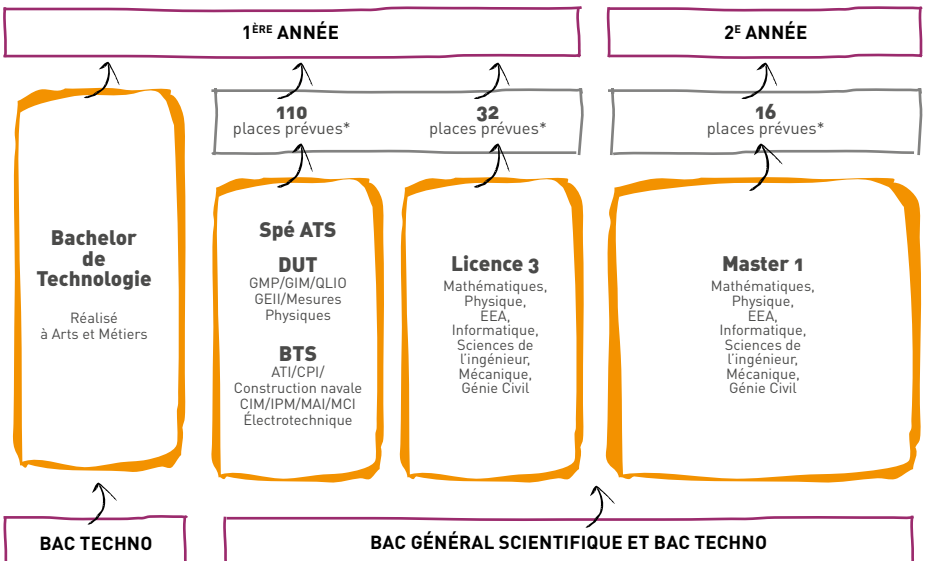 1ÈRE ANNÉE
2E ANNÉE
110
places prévues*
32
places prévues*
16
places prévues*
Bachelor
de
Technologie
Réalisé
à Arts et Métiers
Spé ATS
DUT
GMP/GIM/QLIO
GEII/Mesures
Physiques
BTS
ATI/CPI/
Construction navale
CIM/IPM/MAI/MCI
Électrotechnique
Licence 3
Mathématiques,
Physique,
EEA,
Informatique,
Sciences de
l'ingénieur,
Mécanique,
Génie Civil
Master 1
Mathématiques,
Physique,
EEA,
Informatique,
Sciences de
l'ingénieur,
Mécanique,
Génie Civil
BAC TECHNO
BAC GÉNÉRAL SCIENTIFIQUE ET BAC TECHNO